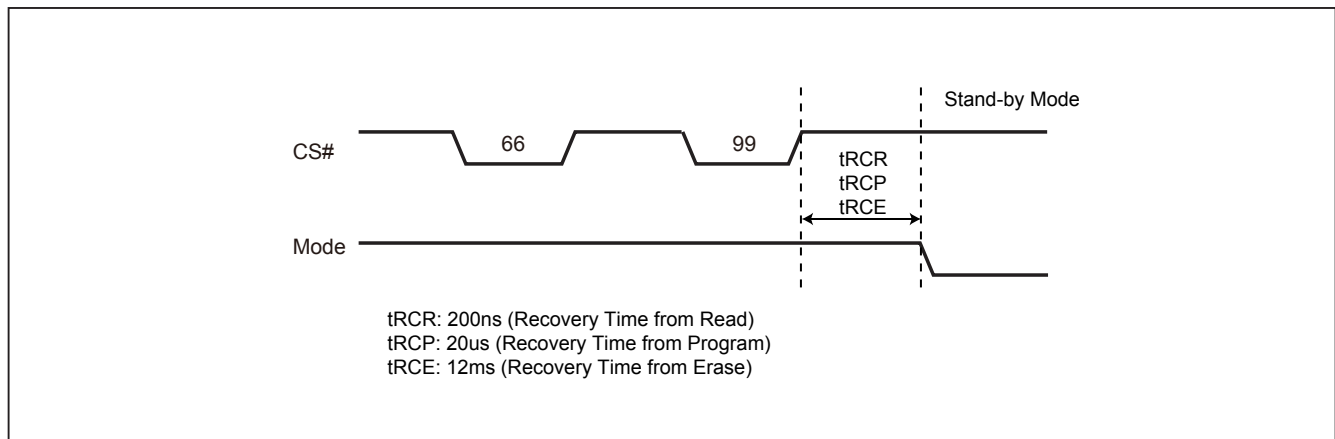 Stand-by Mode
CS#
66
99
tRCR
tRCP
tRCE
Mode
tRCR: 200ns (Recovery Time from Read)
tRCP: 20us (Recovery Time from Program)
tRCE: 12ms (Recovery Time from Erase)